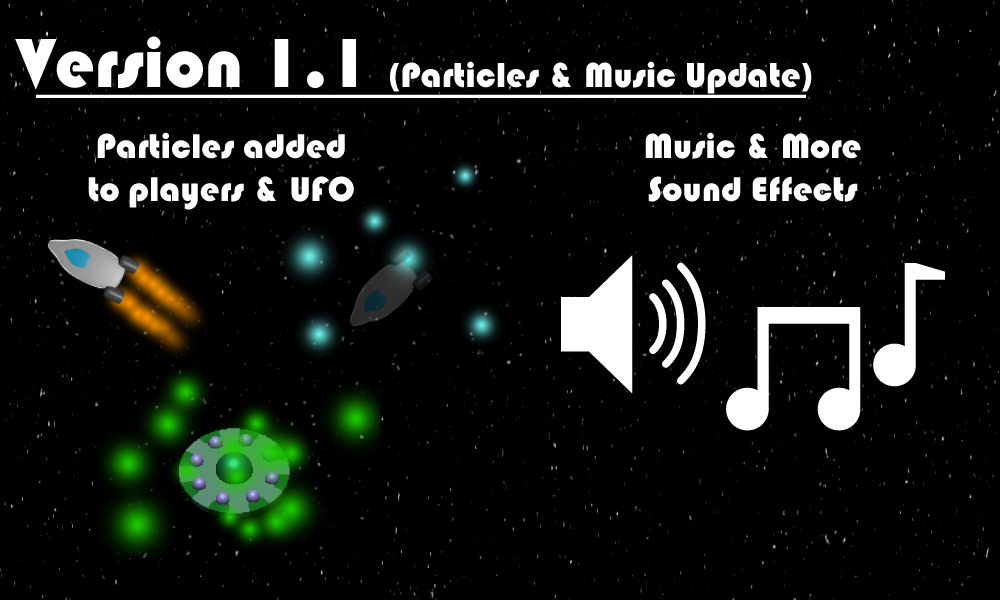 Version 1.1 (Particles & Music Update)
Particles added
to players & UFO
Music & More
Sound Effects